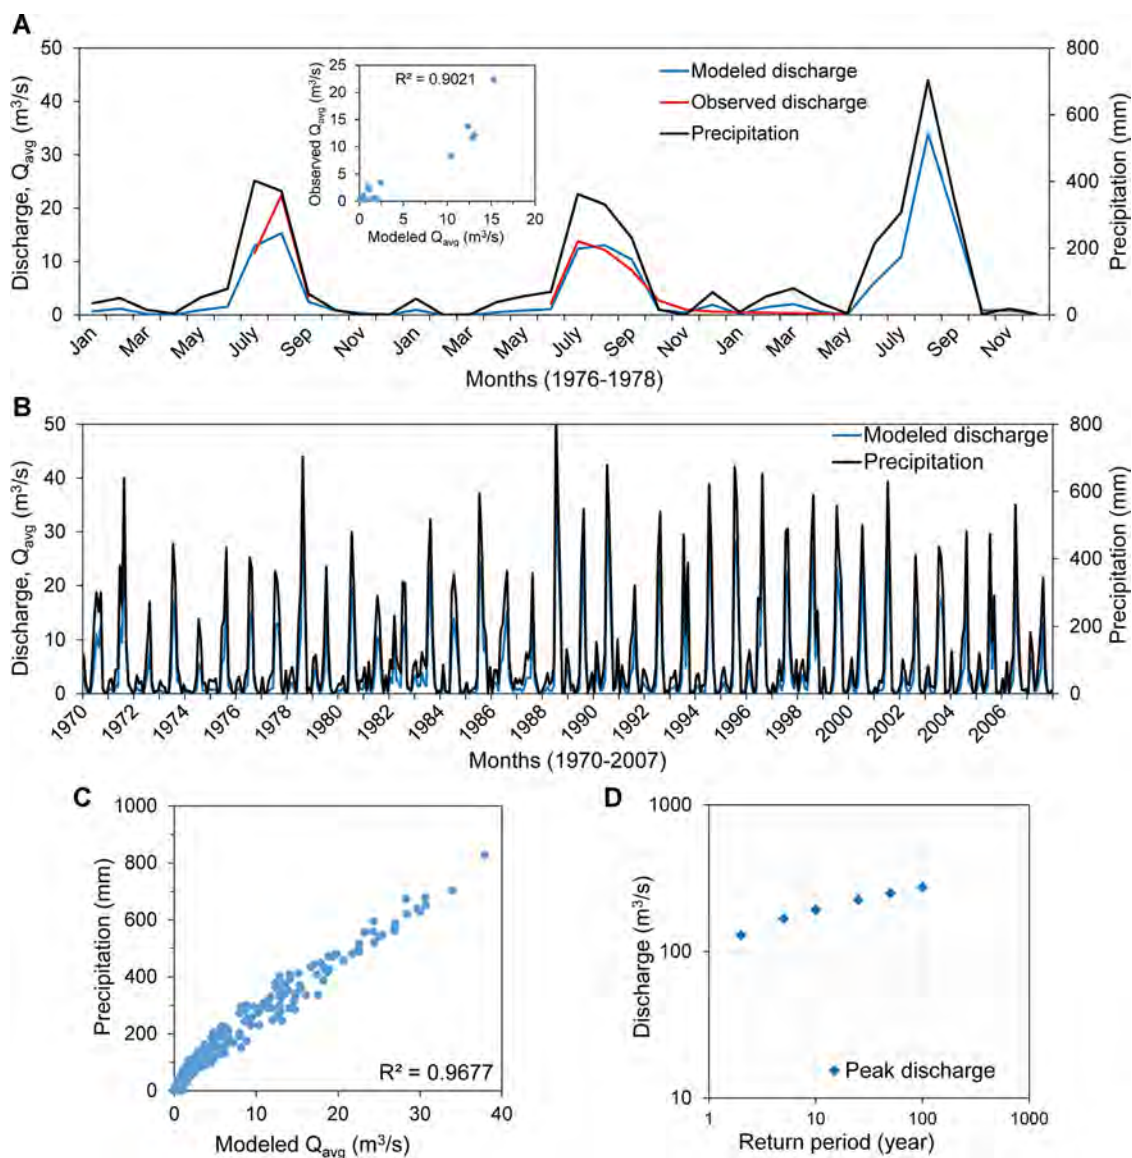 A
50
40
30
20
10
0
Discharge, Qavg (m³/s)
800
600
400
200
0
Precipitation (mm)
Modeled discharge
Observed discharge
Precipitation
25
20
15
10
5
0
Observed Qavg (m³/s)
R² = 0.9021
0 5 10 15 20
Modeled Qavg (m³/s)
Jan Mar May July Sep Nov Jan Mar May July Sep Nov Jan Mar May July Sep Nov
Months (1976-1978)
B
50
40
30
20
10
0
Discharge, Qavg (m³/s)
800
600
400
200
0
Precipitation (mm)
Modeled discharge
Precipitation
1970 1972 1974 1976 1978 1980 1982 1984 1986 1988 1990 1992 1994 1996 1998 2000 2002 2004 2006
Months (1970-2007)
C
1000
800
600
400
200
0
Precipitation (mm)
R² = 0.9677
0 10 20 30 40
Modeled Qavg (m³/s)
D
1000
100
10
Discharge (m³/s)
Peak discharge
1 10 100 1000
Return period (year)